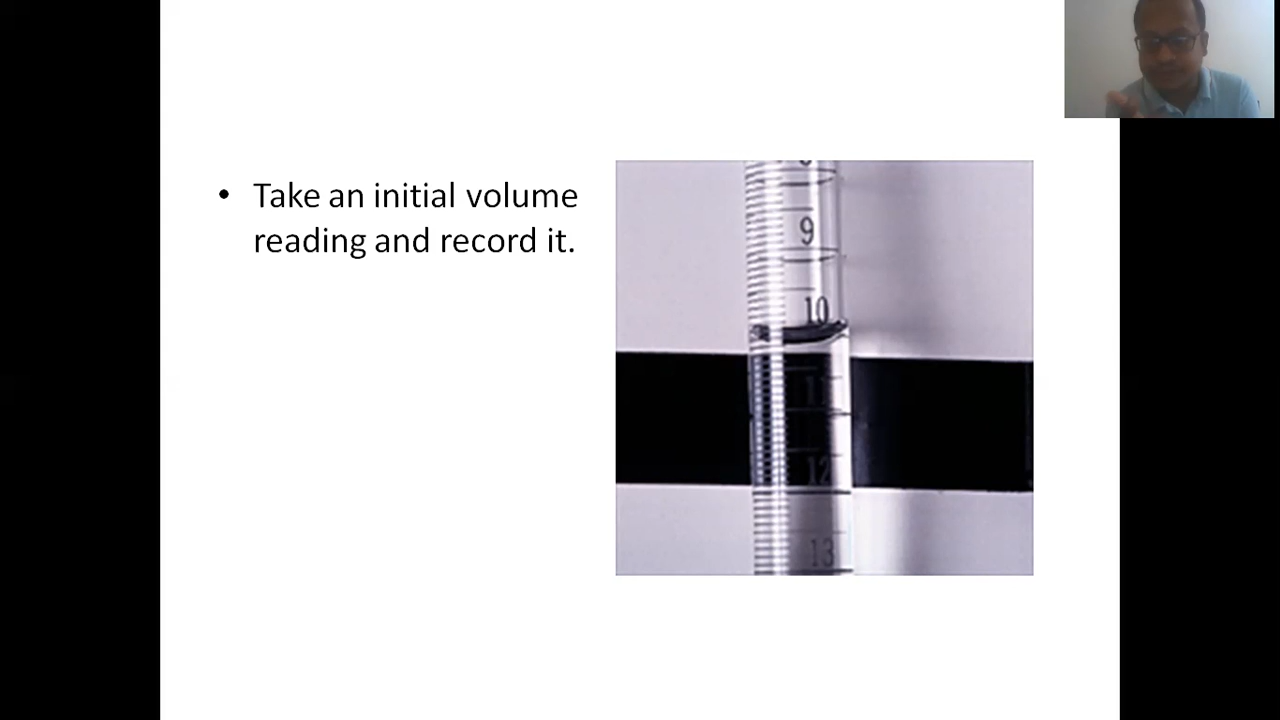 • Take an initial volume
reading and record it.
9
10
11
12
13